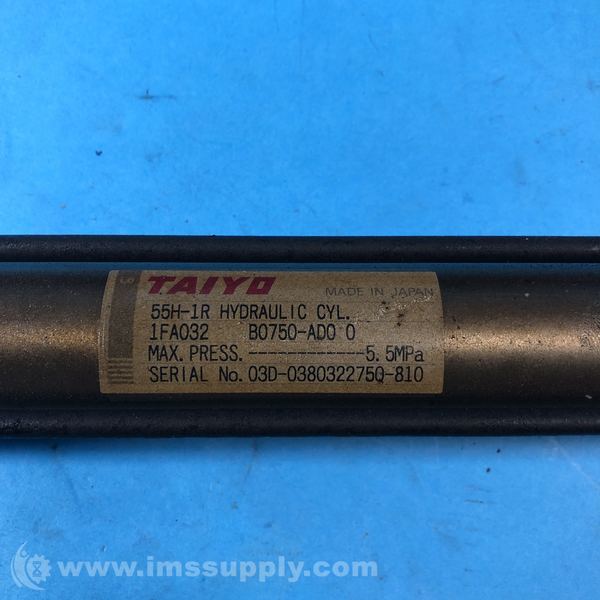 TAIYO MADE IN JAPAN
55H-1R HYDRAULIC CYL.
1FA032 B0750-AD0 0
MAX. PRESS.--------------5.5MPa
SERIAL No. 03D-038032275Q-810
www.imssupply.com